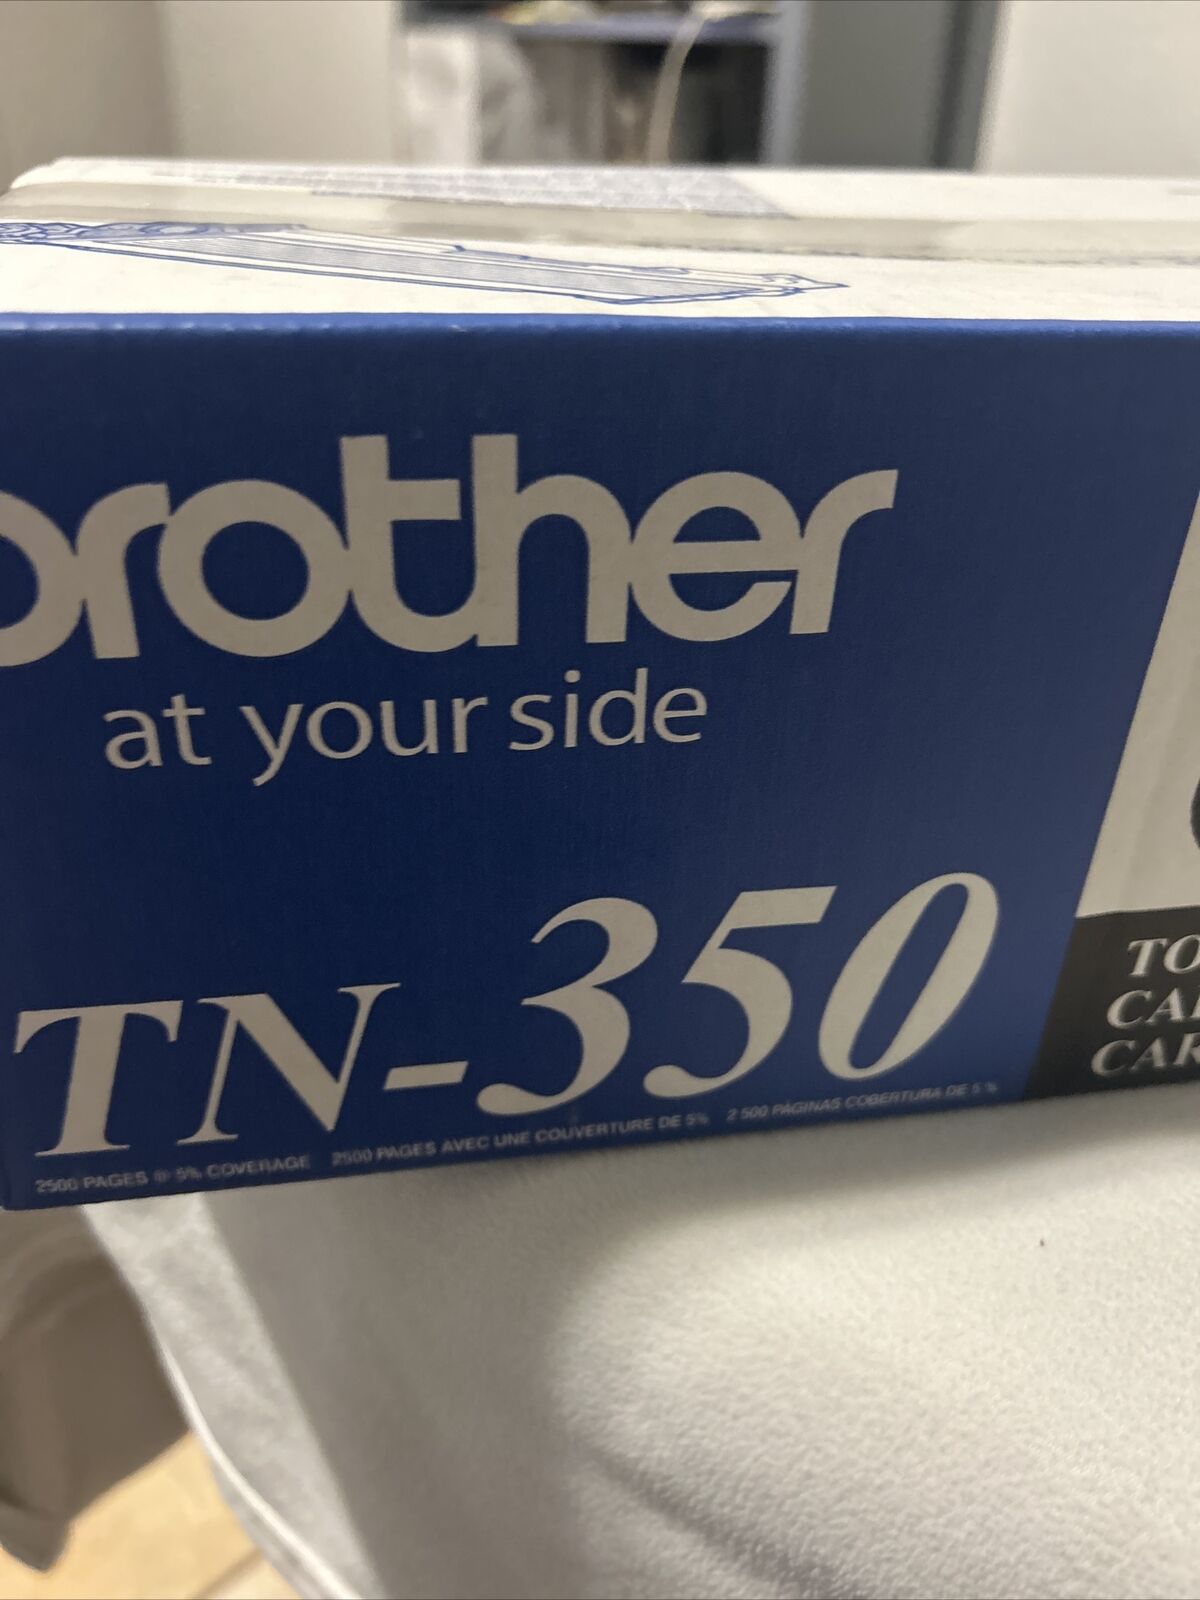 brother
at your side
TN-350
2500 PAGES @ 5% COVERAGE 2500 PAGES AVEC UNE COUVERTURE DE 5% 2 500 PÁGINAS COBERTURA DE 5 %